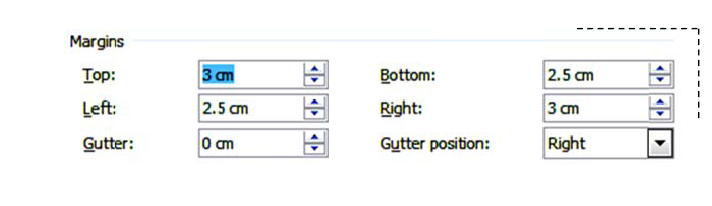 Margins
Top: 3 cm Bottom: 2.5 cm
Left: 2.5 cm Right: 3 cm
Gutter: 0 cm Gutter position: Right